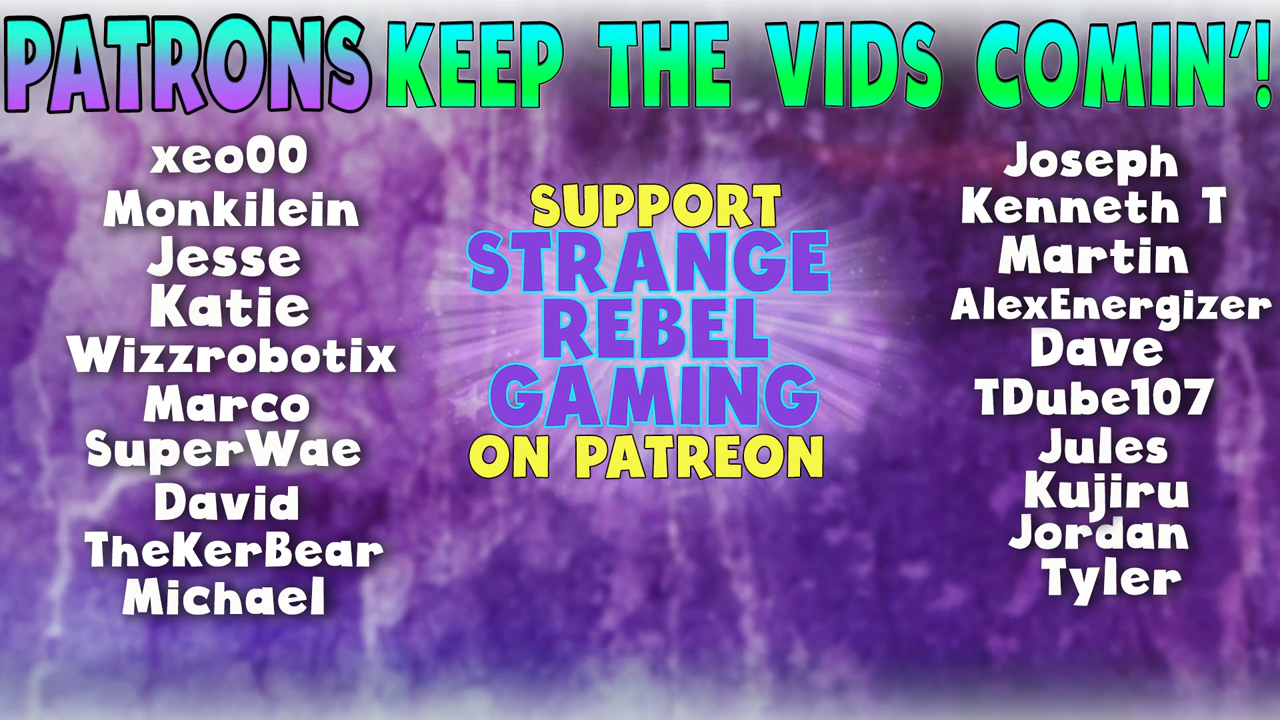 PATRONS KEEP THE VIDS COMIN'!
xeo00
Monkilein
Jesse
Katie
Wizzrobotix
Marco
SuperWae
David
TheKerBear
Michael
SUPPORT
STRANGE
REBEL
GAMING
ON PATREON
Joseph
Kenneth T
Martin
AlexEnergizer
Dave
TDube107
Jules
Kujiru
Jordan
Tyler